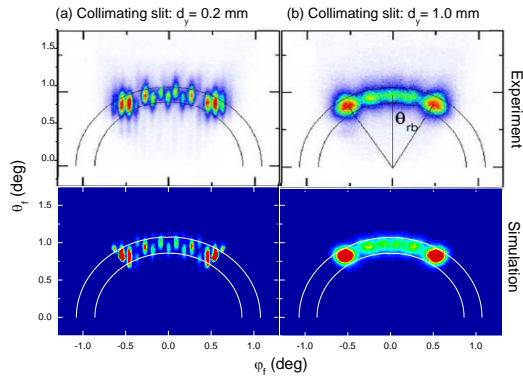 (a) Collimating slit: d_y = 0.2 mm
(b) Collimating slit: d_y = 1.0 mm
1.5
1.0
0.5
0.0
θ_rb
Experiment
θ_f (deg)
1.5
1.0
0.5
0.0
Simulation
-1.0 -0.5 0.0 0.5 1.0 -1.0 -0.5 0.0 0.5 1.0
φ_f (deg)